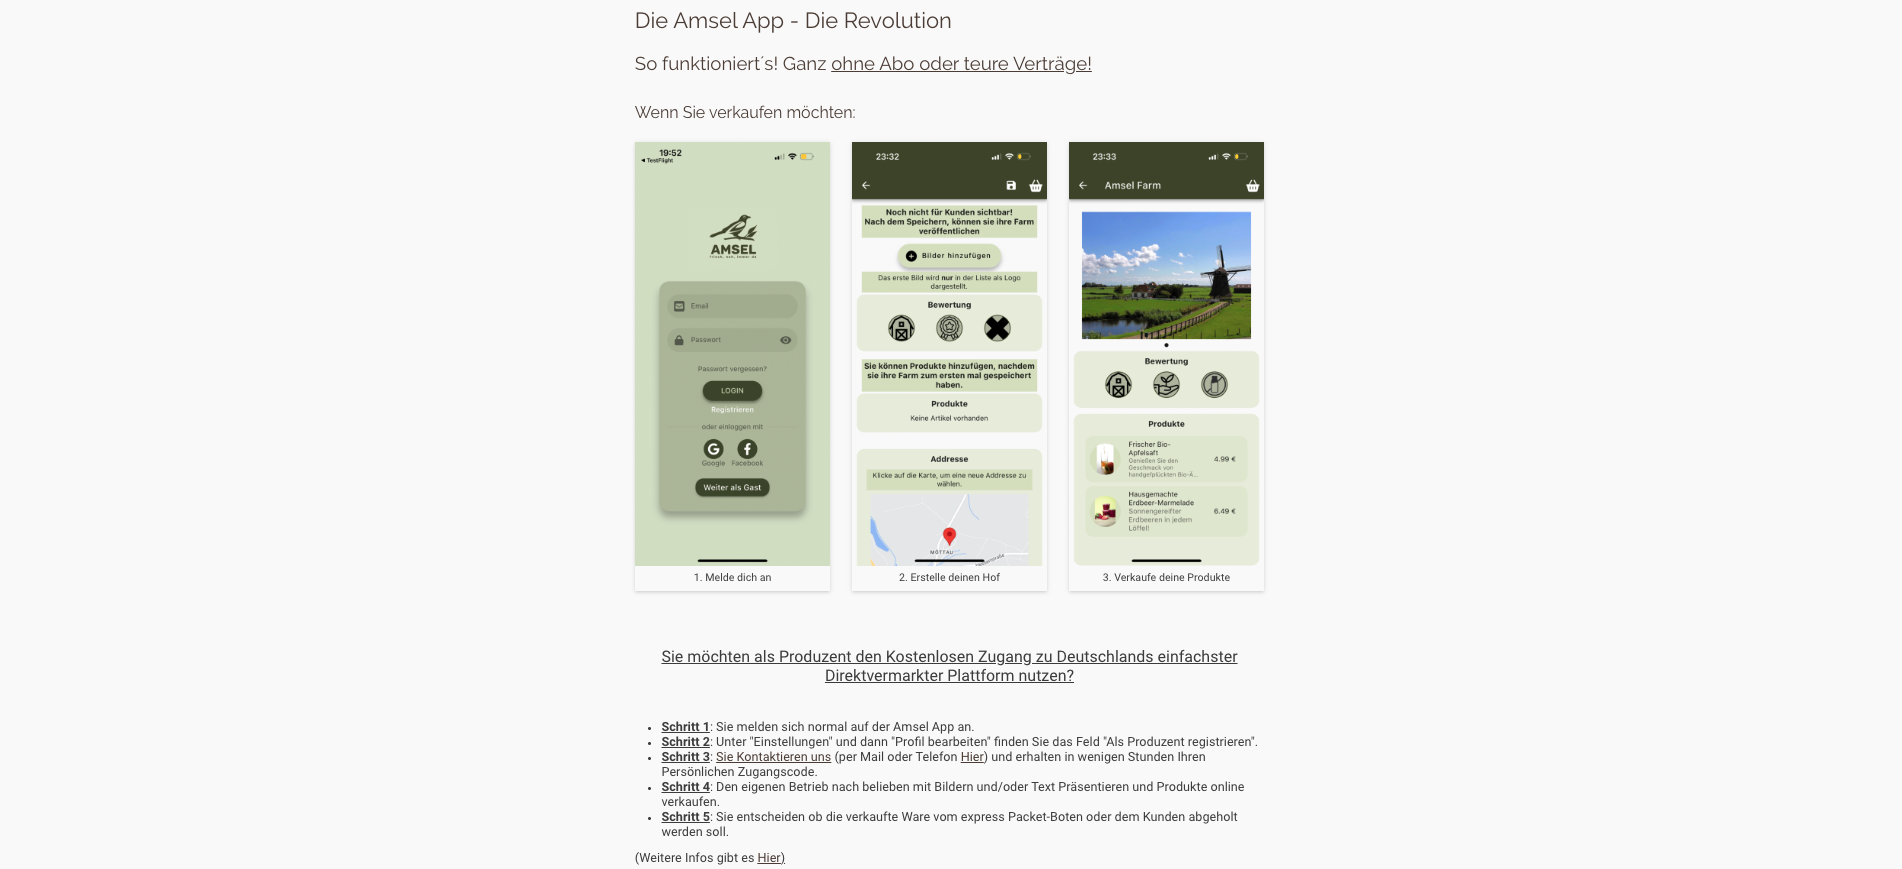 Die Amsel App - Die Revolution
So funktioniert´s! Ganz ohne Abo oder teure Verträge!
Wenn Sie verkaufen möchten:
19:52
◂ TestFlight
AMSEL
Email
Passwort
Passwort vergessen?
LOGIN
Registrieren
oder einloggen mit
Google Facebook
Weiter als Gast
1. Melde dich an
23:32
Noch nicht für Kunden sichtbar!
Nach dem Speichern, können sie ihre Farm
veröffentlichen
Bilder hinzufügen
Das erste Bild wird nur in der Liste als Logo
dargestellt.
Bewertung
Sie können Produkte hinzufügen, nachdem
sie ihre Farm zum ersten mal gespeichert
haben.
Produkte
Keine Artikel vorhanden
Addresse
Klicke auf die Karte, um eine neue Addresse zu
wählen.
MÖTTAU
2. Erstelle deinen Hof
23:33
Amsel Farm
Bewertung
Produkte
Frischer Bio-
Apfelsaft
Genießen Sie den
Geschmack von
handgepflückten Bio-Ä...
4.99 €
Hausgemachte
Erdbeer-Marmelade
Sonnengereifter
Erdbeeren in jedem
Löffel!
6.49 €
3. Verkaufe deine Produkte
Sie möchten als Produzent den Kostenlosen Zugang zu Deutschlands einfachster
Direktvermarkter Plattform nutzen?
Schritt 1: Sie melden sich normal auf der Amsel App an.
Schritt 2: Unter "Einstellungen" und dann "Profil bearbeiten" finden Sie das Feld "Als Produzent registrieren".
Schritt 3: Sie Kontaktieren uns (per Mail oder Telefon Hier) und erhalten in wenigen Stunden Ihren
Persönlichen Zugangscode.
Schritt 4: Den eigenen Betrieb nach belieben mit Bildern und/oder Text Präsentieren und Produkte online
verkaufen.
Schritt 5: Sie entscheiden ob die verkaufte Ware vom express Packet-Boten oder dem Kunden abgeholt
werden soll.
(Weitere Infos gibt es Hier)